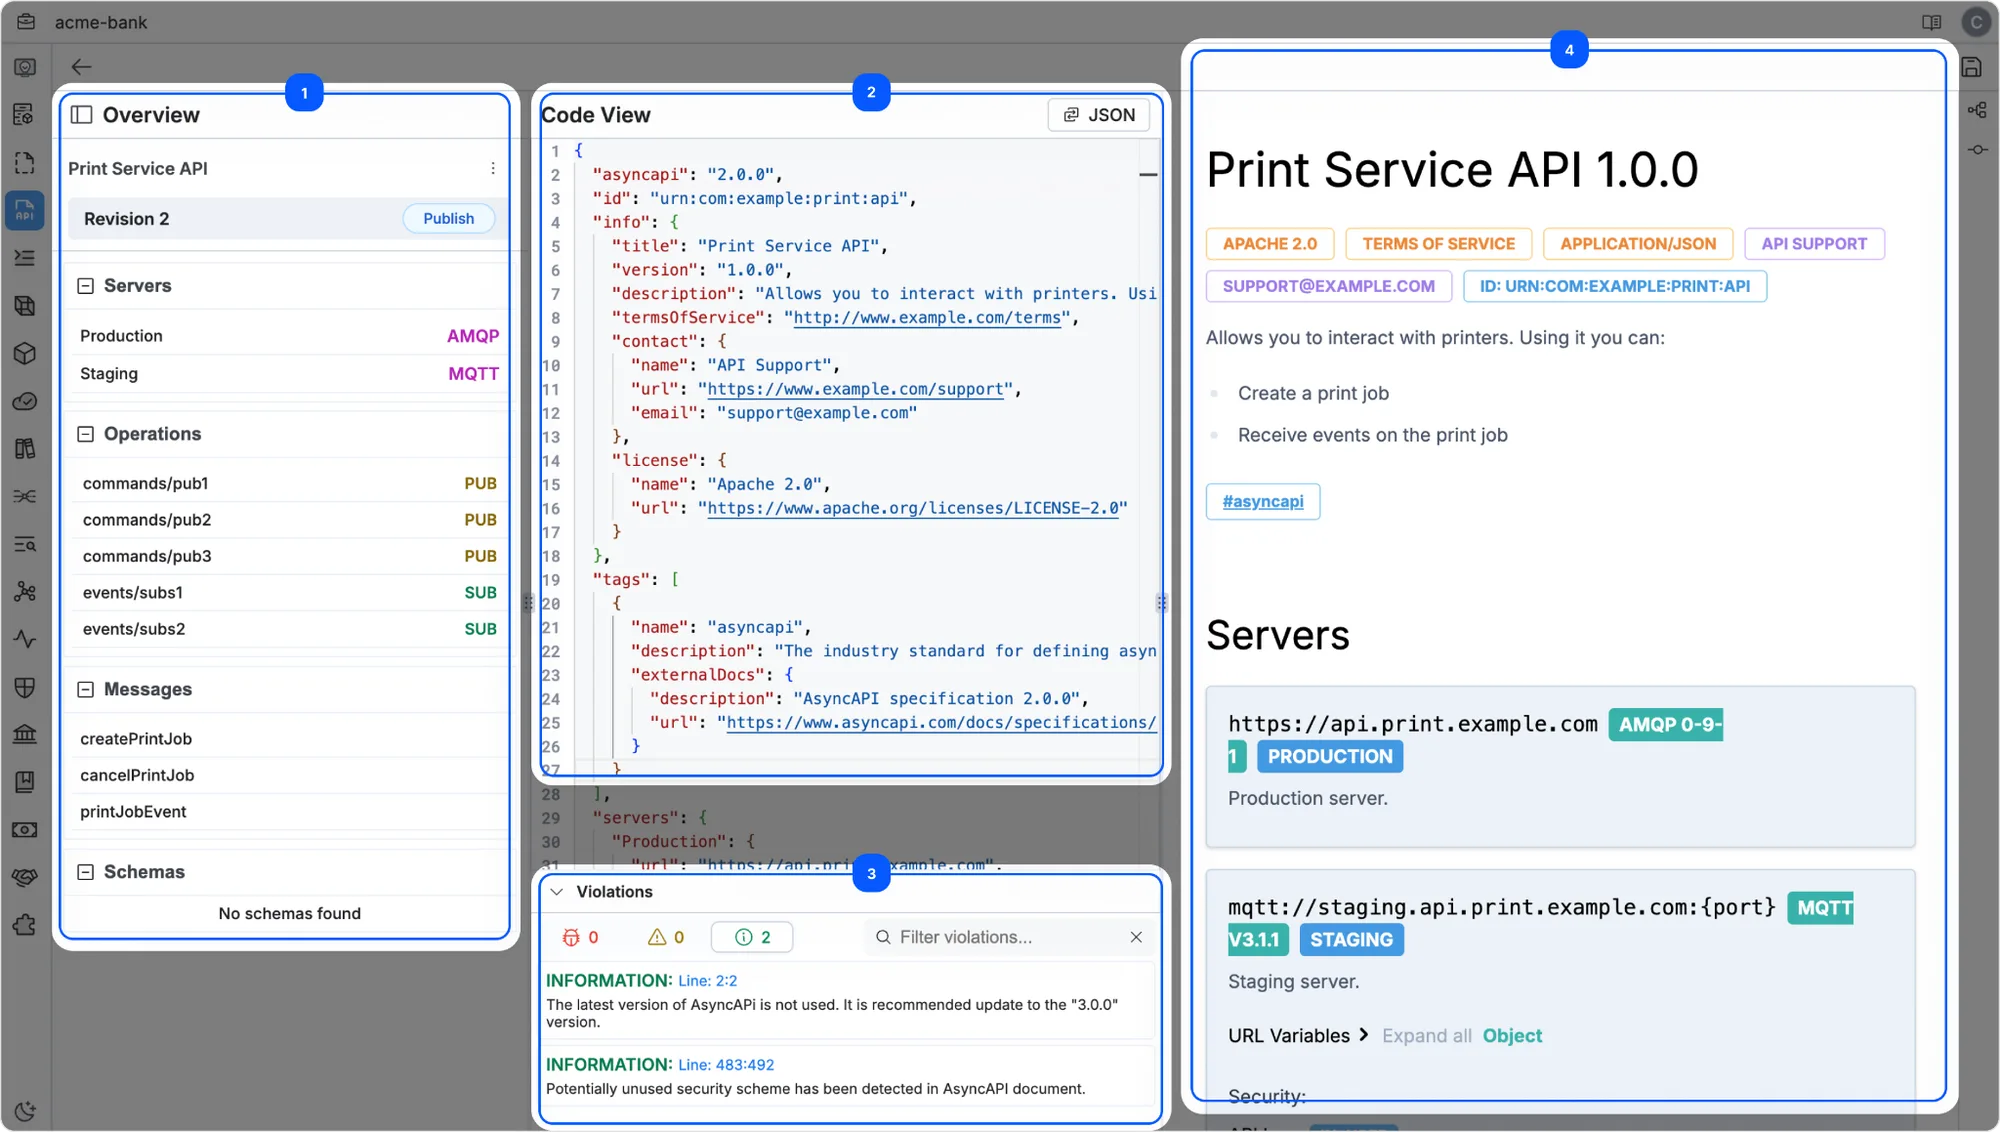 acme-bank
C
1
Overview
Print Service API
Revision 2
Publish
Servers
Production
AMQP
Staging
MQTT
Operations
commands/pub1
PUB
commands/pub2
PUB
commands/pub3
PUB
events/subs1
SUB
events/subs2
SUB
Messages
createPrintJob
cancelPrintJob
printJobEvent
Schemas
No schemas found
API
2
Code View
JSON
1 {
2 "asyncapi": "2.0.0",
3 "id": "urn:com:example:print:api",
4 "info": {
5 "title": "Print Service API",
6 "version": "1.0.0",
7 "description": "Allows you to interact with printers. Usi
8 "termsOfService": "http://www.example.com/terms",
9 "contact": {
10 "name": "API Support",
11 "url": "https://www.example.com/support",
12 "email": "support@example.com"
13 },
14 "license": {
15 "name": "Apache 2.0",
16 "url": "https://www.apache.org/licenses/LICENSE-2.0"
17 }
18 },
19 "tags": [
20 {
21 "name": "asyncapi",
22 "description": "The industry standard for defining asyn
23 "externalDocs": {
24 "description": "AsyncAPI specification 2.0.0",
25 "url": "https://www.asyncapi.com/docs/specifications/
26 }
27 }
28 ],
29 "servers": {
30 "Production": {
31 "url": "https://api.pri xample.com",
3
Violations
0
0
2
Filter violations...
INFORMATION: Line: 2:2
The latest version of AsyncAPi is not used. It is recommended update to the "3.0.0"
version.
INFORMATION: Line: 483:492
Potentially unused security scheme has been detected in AsyncAPI document.
4
Print Service API 1.0.0
APACHE 2.0
TERMS OF SERVICE
APPLICATION/JSON
API SUPPORT
SUPPORT@EXAMPLE.COM
ID: URN:COM:EXAMPLE:PRINT:API
Allows you to interact with printers. Using it you can:
Create a print job
Receive events on the print job
#asyncapi
Servers
https://api.print.example.com AMQP 0-9-
1 PRODUCTION
Production server.
mqtt://staging.api.print.example.com:{port} MQTT
V3.1.1 STAGING
Staging server.
URL Variables Expand all Object
Security: